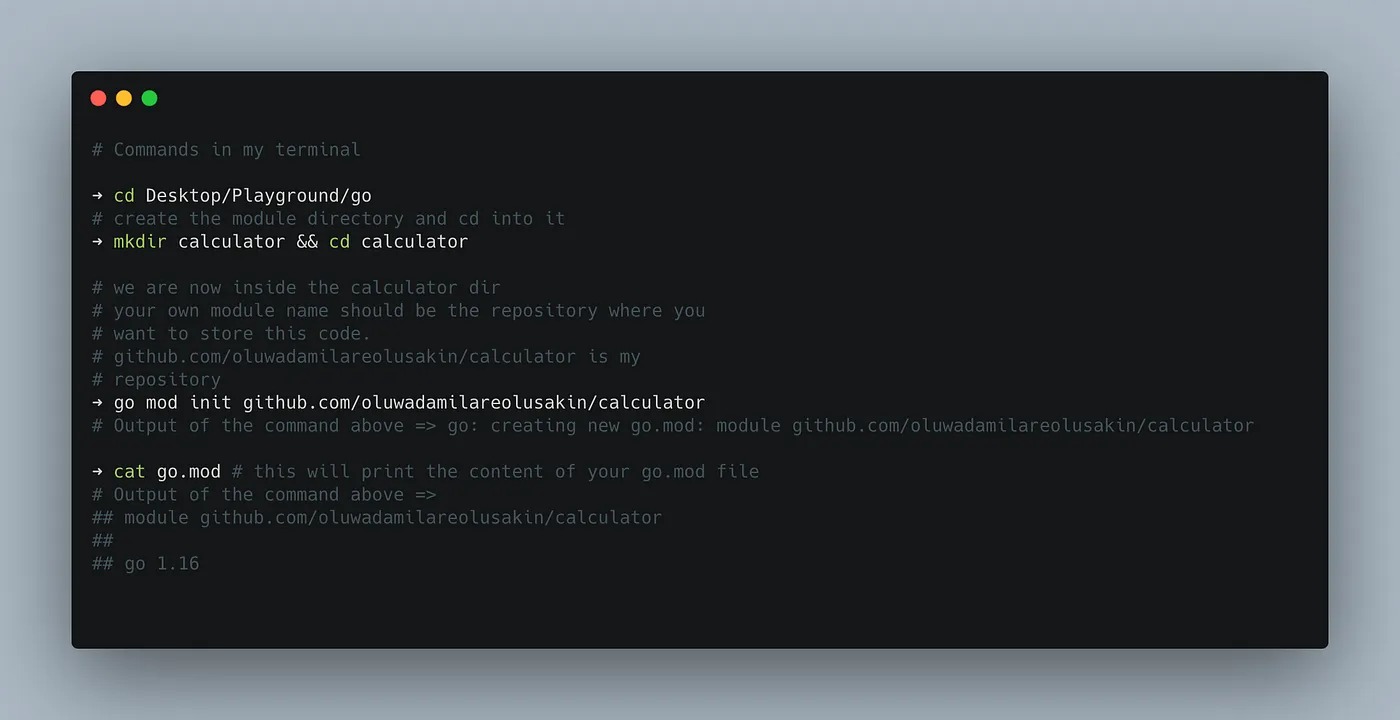 # Commands in my terminal
➜ cd Desktop/Playground/go
# create the module directory and cd into it
➜ mkdir calculator && cd calculator
# we are now inside the calculator dir
# your own module name should be the repository where you
# want to store this code.
# github.com/oluwadamilareolusakin/calculator is my
# repository
➜ go mod init github.com/oluwadamilareolusakin/calculator
# Output of the command above => go: creating new go.mod: module github.com/oluwadamilareolusakin/calculator
➜ cat go.mod # this will print the content of your go.mod file
# Output of the command above =>
## module github.com/oluwadamilareolusakin/calculator
##
## go 1.16